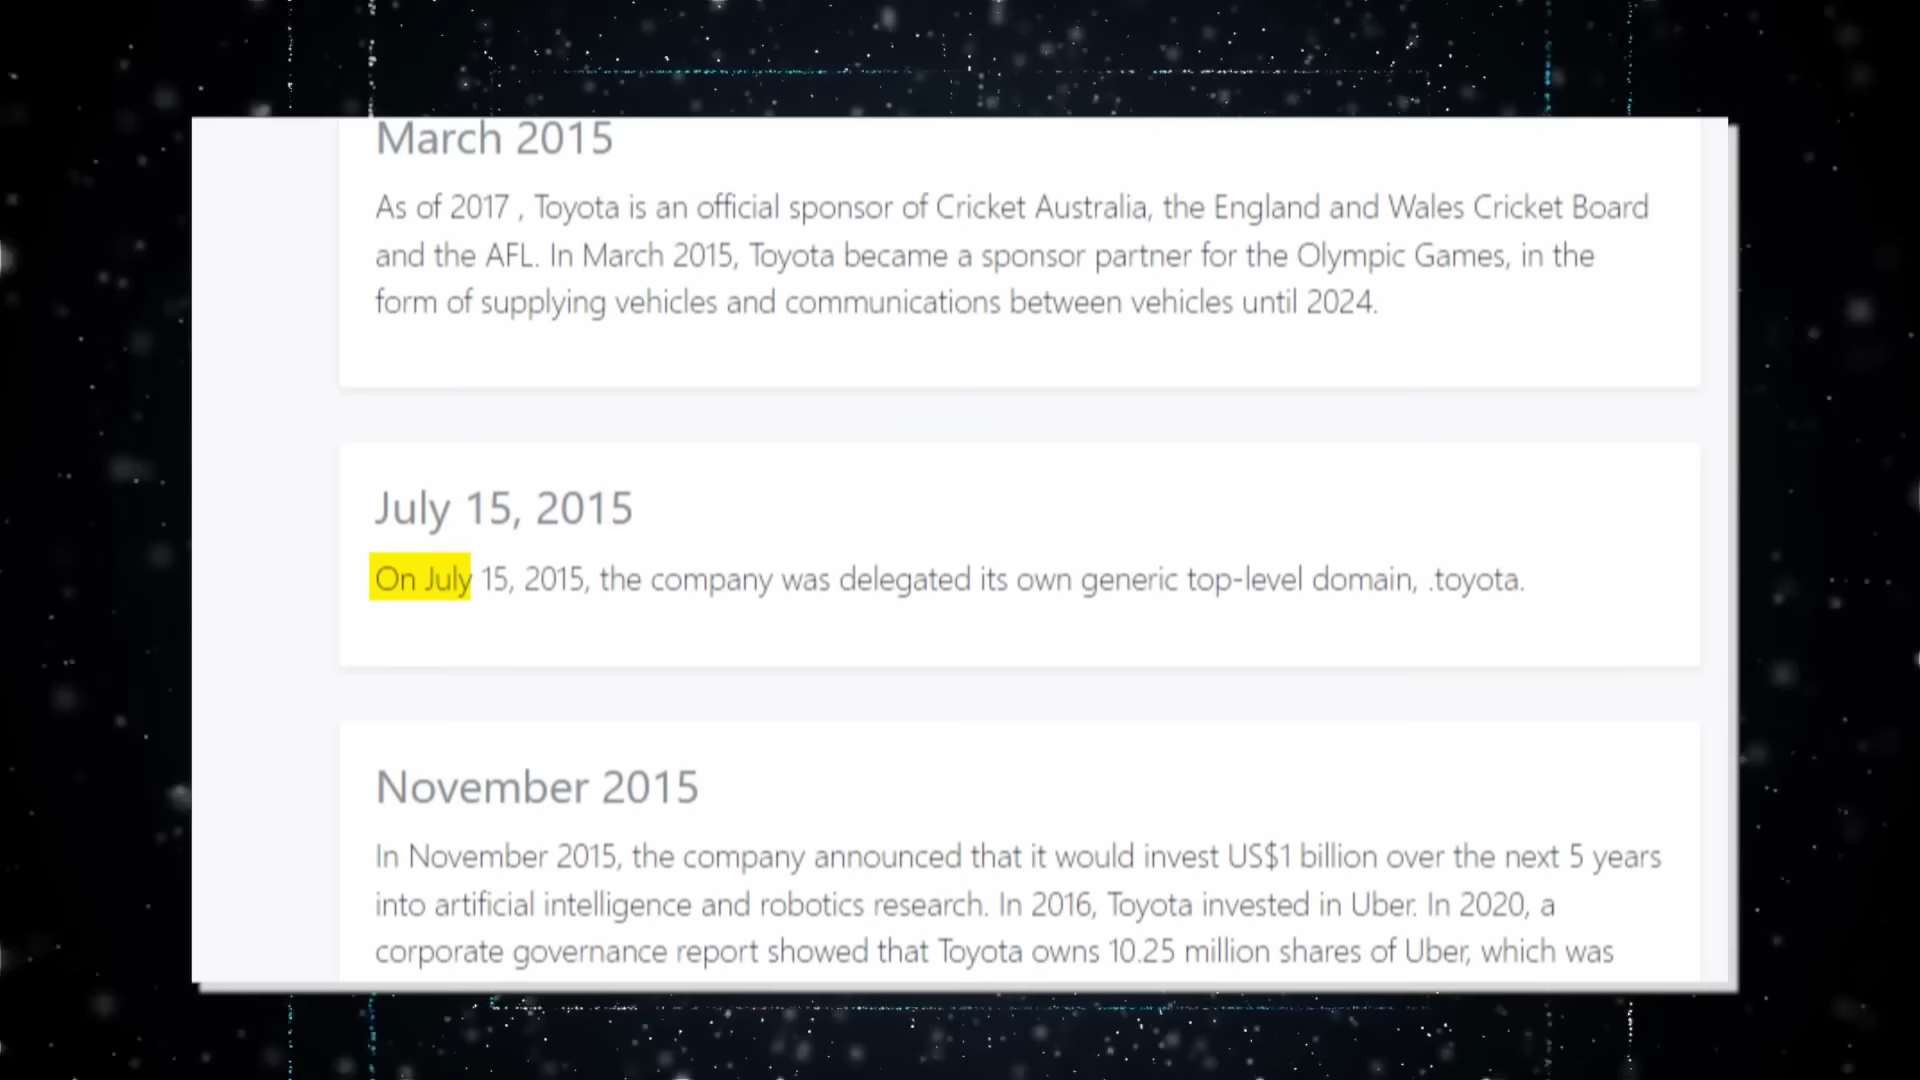 March 2015
As of 2017 , Toyota is an official sponsor of Cricket Australia, the England and Wales Cricket Board
and the AFL. In March 2015, Toyota became a sponsor partner for the Olympic Games, in the
form of supplying vehicles and communications between vehicles until 2024.
July 15, 2015
On July 15, 2015, the company was delegated its own generic top-level domain, .toyota.
November 2015
In November 2015, the company announced that it would invest US$1 billion over the next 5 years
into artificial intelligence and robotics research. In 2016, Toyota invested in Uber. In 2020, a
corporate governance report showed that Toyota owns 10.25 million shares of Uber, which was